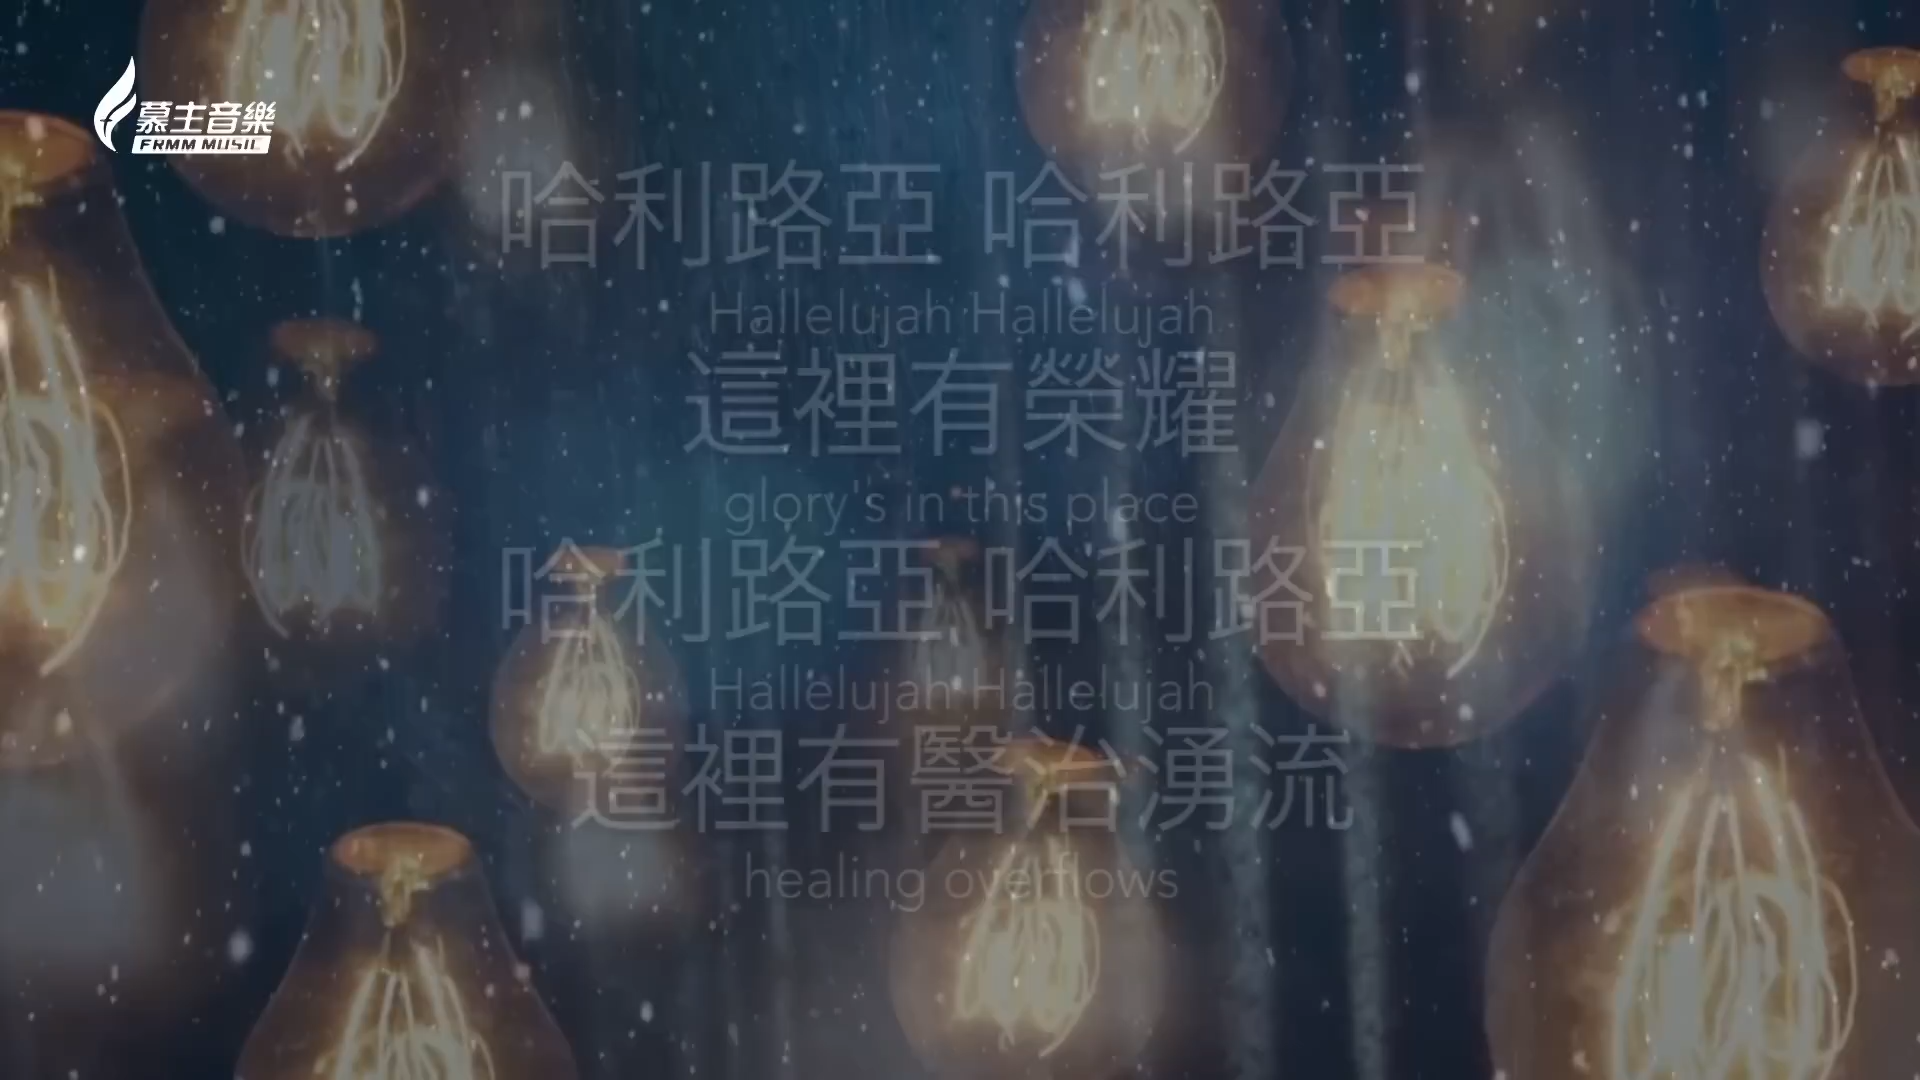 慕主音樂
FRMM MUSIC
哈利路亞 哈利路亞
Hallelujah Hallelujah
這裡有榮耀
glory's in this place
哈利路亞 哈利路亞
Hallelujah Hallelujah
這裡有醫治湧流
healing overflows